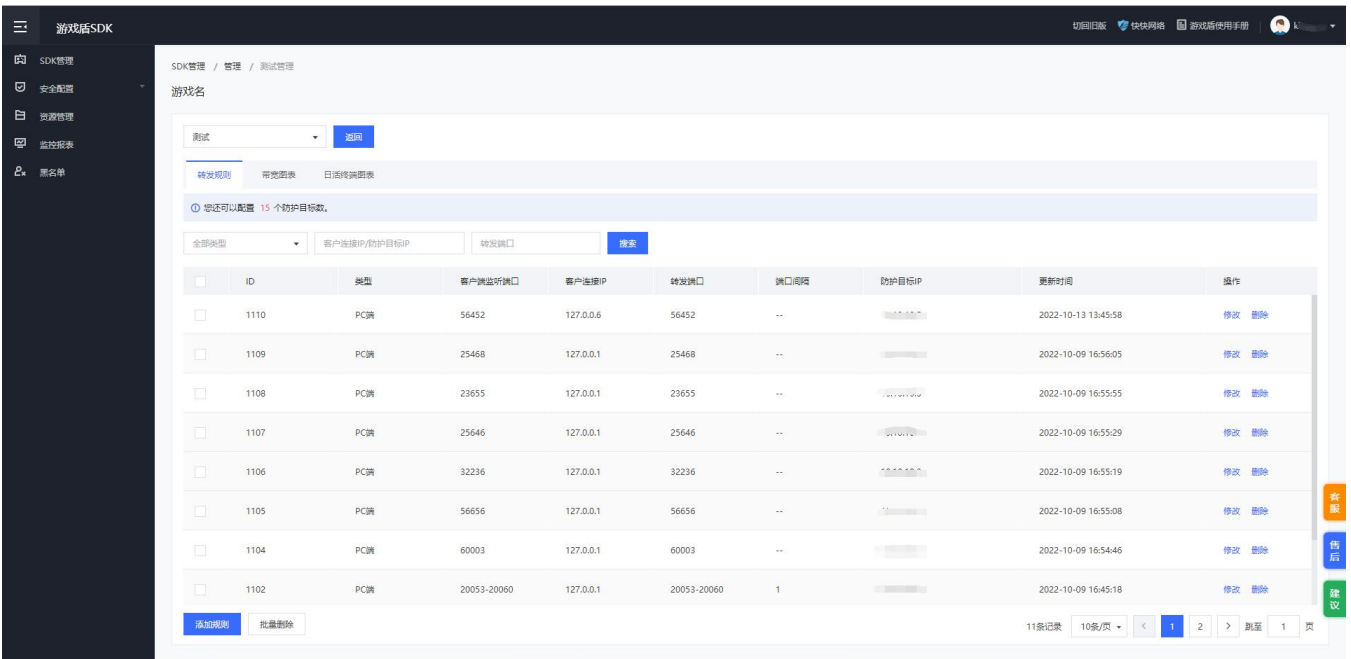 游戏盾SDK 切回旧版 快快网络 游戏盾使用手册
SDK管理
安全配置
资源管理
监控报表
黑名单
SDK管理 / 管理 / 测试管理
游戏名
测试 返回
转发规则 带宽图表 日活终端图表
您还可以配置 15 个防护目标数。
全部类型 客户连接IP/防护目标IP 转发端口 搜索
ID 类型 客户端监听端口 客户连接IP 转发端口 端口间隔 防护目标IP 更新时间 操作
1110 PC端 56452 127.0.0.6 56452 -- 2022-10-13 13:45:58 修改 删除
1109 PC端 25468 127.0.0.1 25468 -- 2022-10-09 16:56:05 修改 删除
1108 PC端 23655 127.0.0.1 23655 -- 2022-10-09 16:55:55 修改 删除
1107 PC端 25646 127.0.0.1 25646 -- 2022-10-09 16:55:29 修改 删除
1106 PC端 32236 127.0.0.1 32236 -- 2022-10-09 16:55:19 修改 删除
1105 PC端 56656 127.0.0.1 56656 -- 2022-10-09 16:55:08 修改 删除
1104 PC端 60003 127.0.0.1 60003 -- 2022-10-09 16:54:46 修改 删除
1102 PC端 20053-20060 127.0.0.1 20053-20060 1 2022-10-09 16:45:18 修改 删除
添加规则 批量删除 11条记录 10条/页 < 1 2 > 跳至 1 页
客服
售后
建议